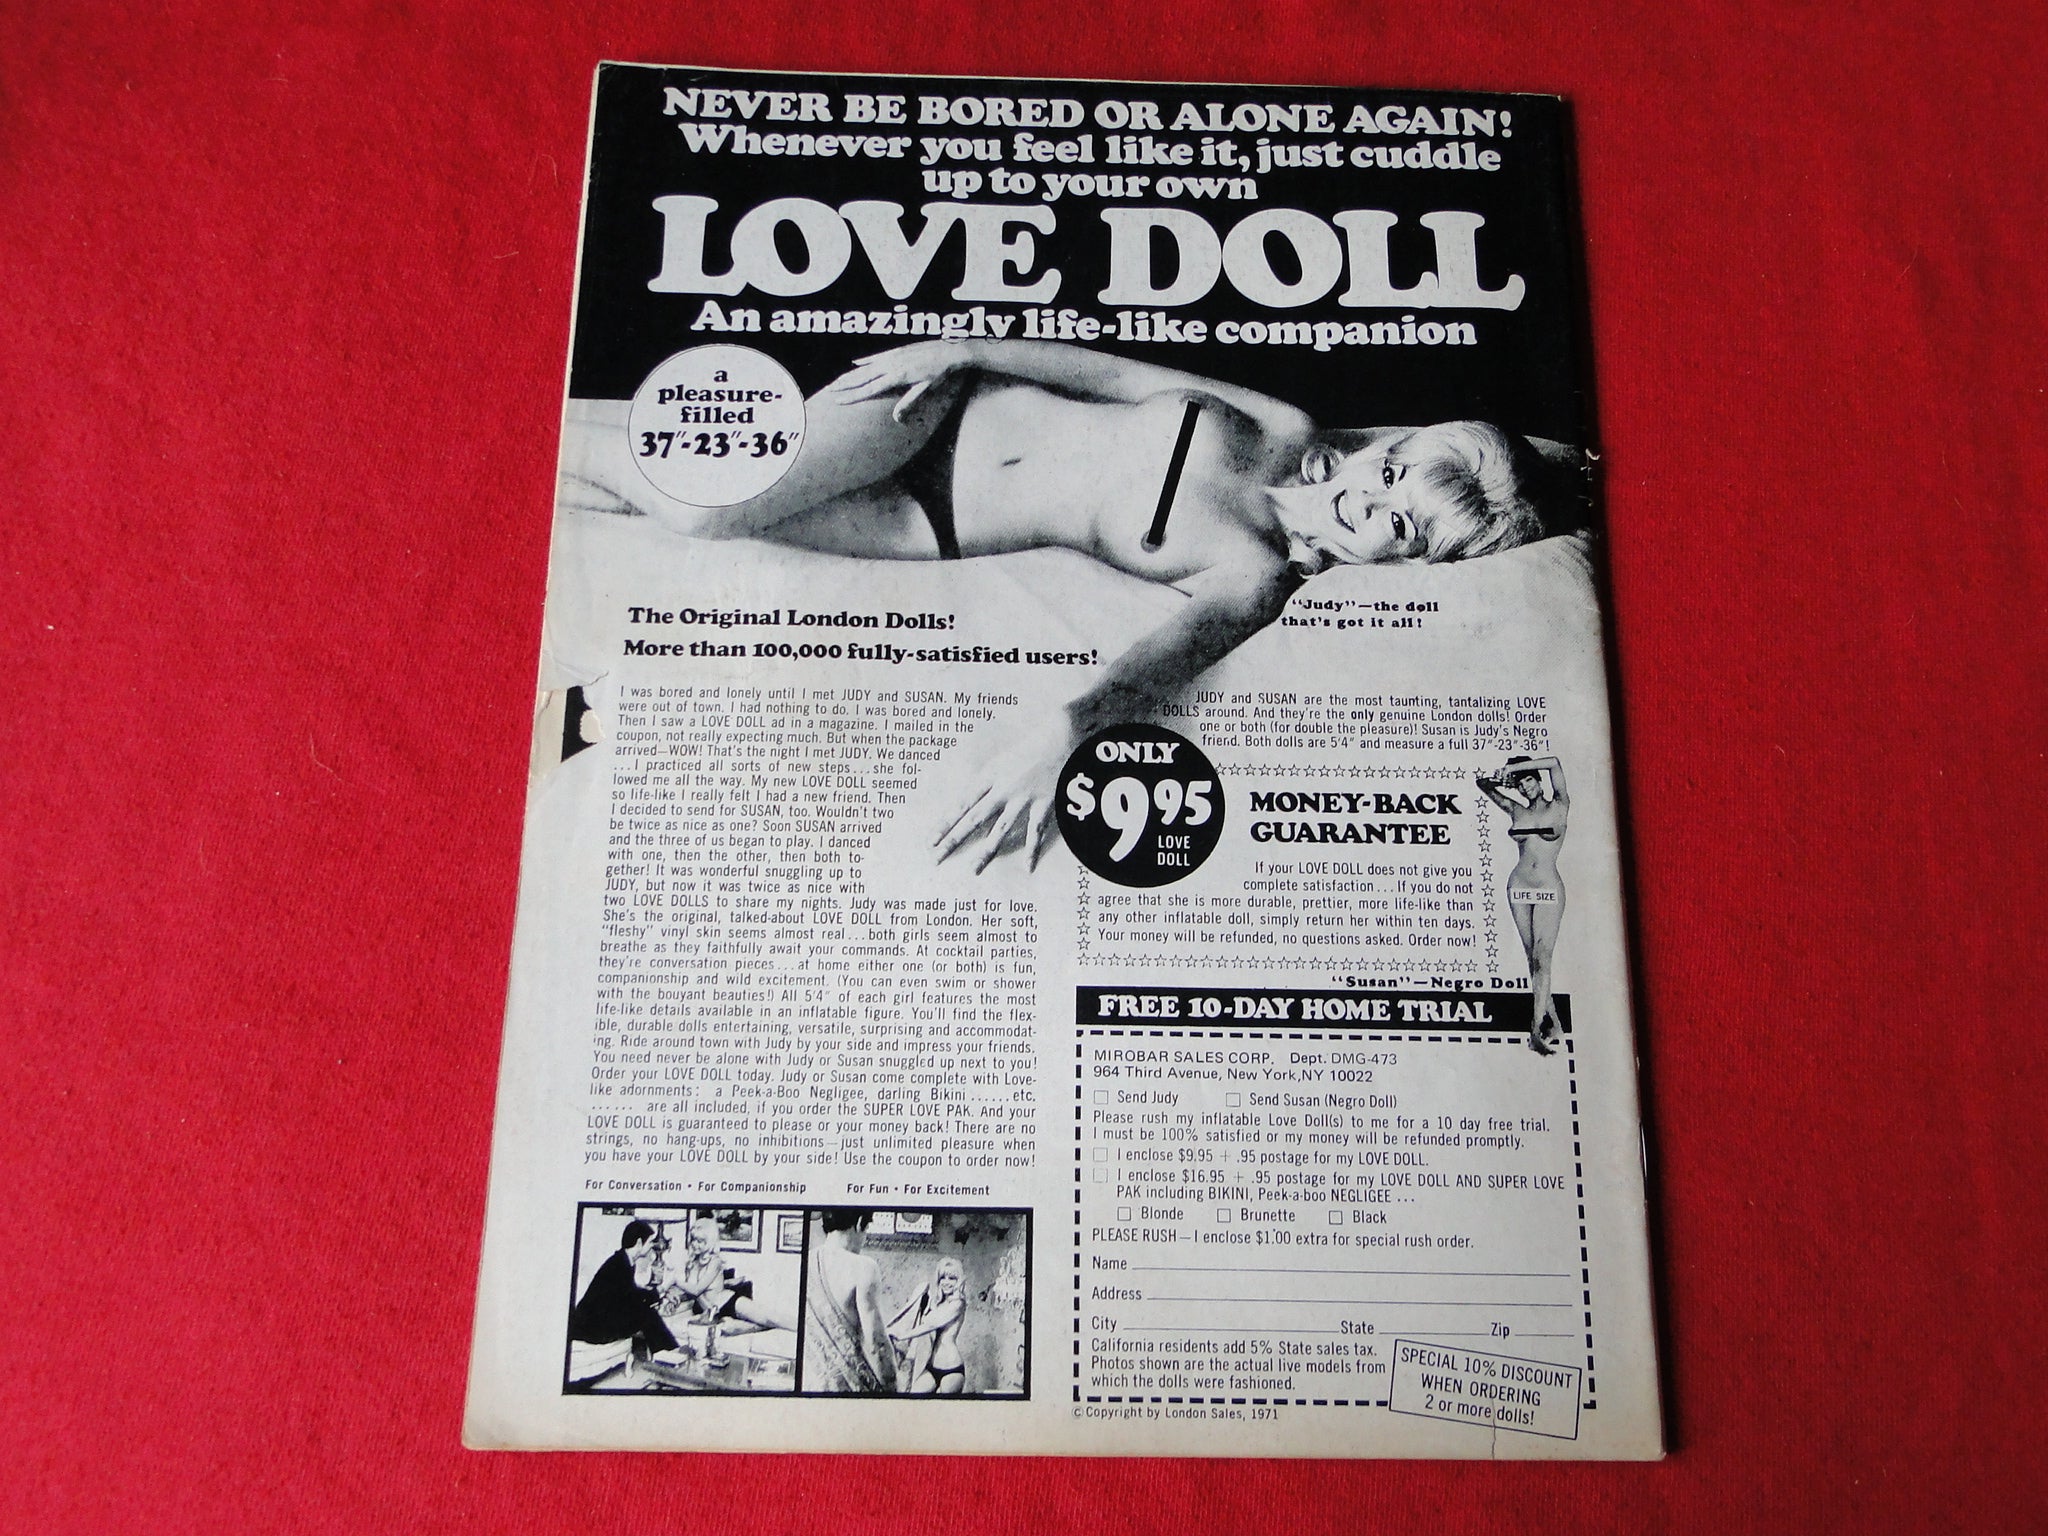 NEVER BE BORED OR ALONE AGAIN!
Whenever you feel like it, just cuddle
up to your own
LOVE DOLL
An amazingly life-like companion
a
pleasure-
filled
37"-23"-36"
"Judy"—the doll
that's got it all!
The Original London Dolls!
More than 100,000 fully-satisfied users!
I was bored and lonely until I met JUDY and SUSAN. My friends
were out of town. I had nothing to do. I was bored and lonely.
Then I saw a LOVE DOLL ad in a magazine. I mailed in the
coupon, not really expecting much. But when the package
arrived—WOW! That's the night I met JUDY. We danced
... I practiced all sorts of new steps... she fol-
lowed me all the way. My new LOVE DOLL seemed
so life-like I really felt I had a new friend. Then
I decided to send for SUSAN, too. Wouldn't two
be twice as nice as one? Soon SUSAN arrived
and the three of us began to play. I danced
with one, then the other, then both to-
gether! It was wonderful snuggling up to
JUDY, but now it was twice as nice with
two LOVE DOLLS to share my nights. Judy was made just for love.
She's the original, talked-about LOVE DOLL from London. Her soft,
"fleshy" vinyl skin seems almost real... both girls seem almost to
breathe as they faithfully await your commands. At cocktail parties,
they're conversation pieces... at home either one (or both) is fun,
companionship and wild excitement. (You can even swim or shower
with the bouyant beauties!) All 5'4" of each girl features the most
life-like details available in an inflatable figure. You'll find the flex-
ible, durable dolls entertaining, versatile, surprising and accommodat-
ing. Ride around town with Judy by your side and impress your friends.
You need never be alone with Judy or Susan snuggled up next to you!
Order your LOVE DOLL today. Judy or Susan come complete with Love-
like adornments: a Peek-a-Boo Negligee, darling Bikini ...... etc.
...... are all included, if you order the SUPER LOVE PAK. And your
LOVE DOLL is guaranteed to please or your money back! There are no
strings, no hang-ups, no inhibitions—just unlimited pleasure when
you have your LOVE DOLL by your side! Use the coupon to order now!
For Conversation • For Companionship For Fun • For Excitement
JUDY and SUSAN are the most taunting, tantalizing LOVE
DOLLS around. And they're the only genuine London dolls! Order
one or both (for double the pleasure)! Susan is Judy's Negro
friend. Both dolls are 5'4" and measure a full 37"-23"-36"!
ONLY
$9.95
LOVE
DOLL
MONEY-BACK
GUARANTEE
If your LOVE DOLL does not give you
complete satisfaction... If you do not
agree that she is more durable, prettier, more life-like than
any other inflatable doll, simply return her within ten days.
Your money will be refunded, no questions asked. Order now!
LIFE SIZE
"Susan"—Negro Doll
FREE 10-DAY HOME TRIAL
MIROBAR SALES CORP. Dept. DMG-473
964 Third Avenue, New York, NY 10022
□ Send Judy □ Send Susan (Negro Doll)
Please rush my inflatable Love Doll(s) to me for a 10 day free trial.
I must be 100% satisfied or my money will be refunded promptly.
□ I enclose $9.95 + .95 postage for my LOVE DOLL.
□ I enclose $16.95 + .95 postage for my LOVE DOLL AND SUPER LOVE
PAK including BIKINI, Peek-a-boo NEGLIGEE ...
□ Blonde □ Brunette □ Black
PLEASE RUSH—I enclose $1.00 extra for special rush order.
Name
Address
City State Zip
California residents add 5% State sales tax.
Photos shown are the actual live models from
which the dolls were fashioned.
SPECIAL 10% DISCOUNT
WHEN ORDERING
2 or more dolls!
© Copyright by London Sales, 1971